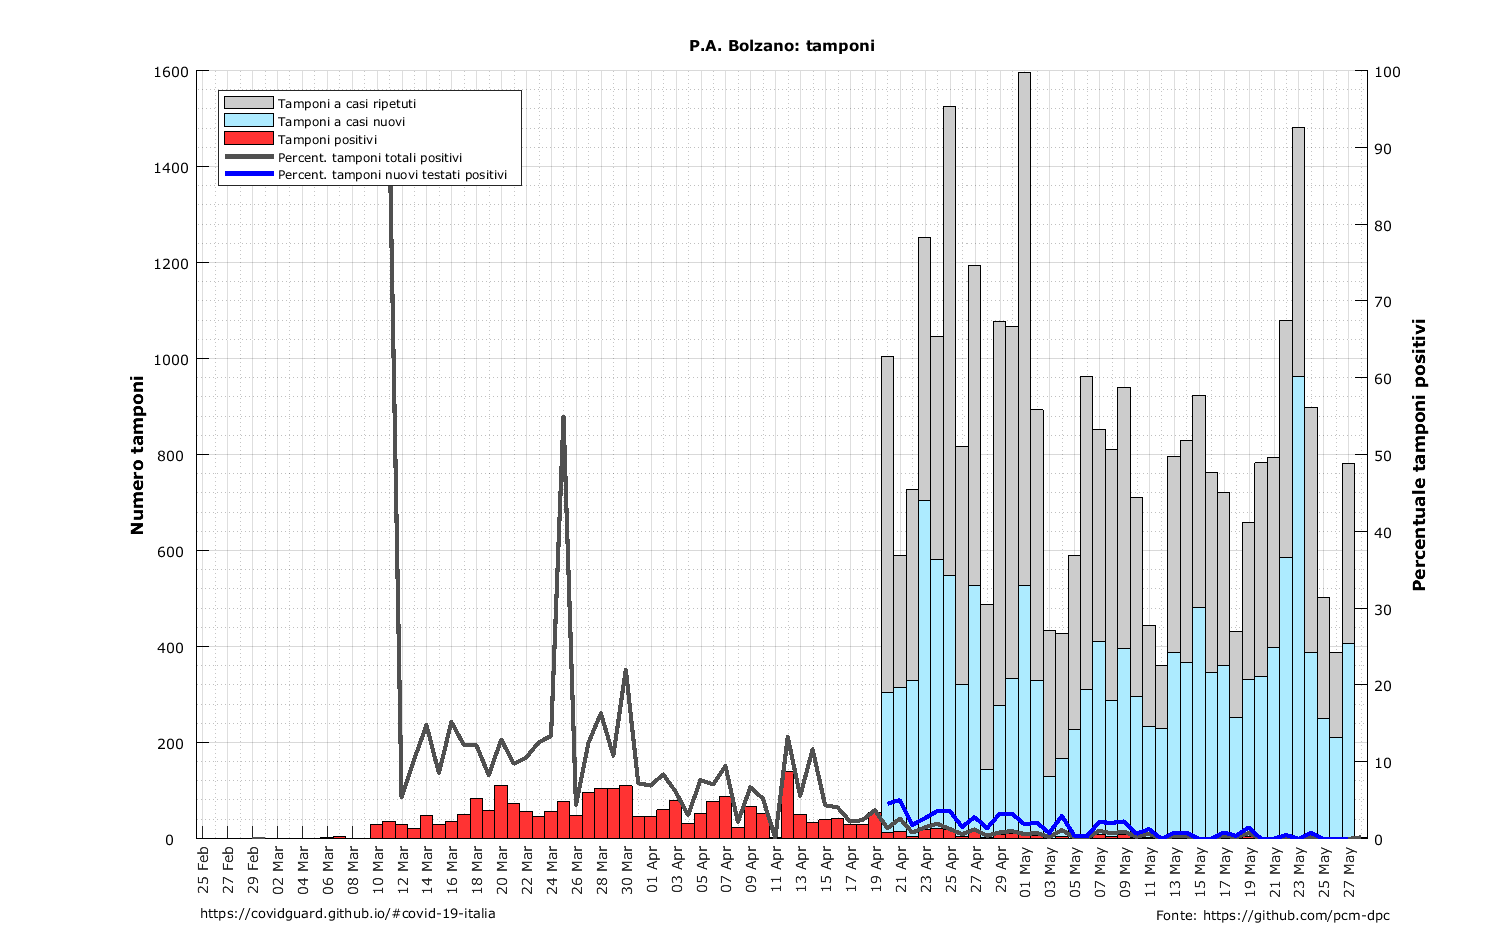 P.A. Bolzano: tamponi
Tamponi a casi ripetuti
Tamponi a casi nuovi
Tamponi positivi
Percent. tamponi totali positivi
Percent. tamponi nuovi testati positivi
Numero tamponi
1600
1400
1200
1000
800
600
400
200
0
Percentuale tamponi positivi
100
90
80
70
60
50
40
30
20
10
0
25 Feb
27 Feb
29 Feb
02 Mar
04 Mar
06 Mar
08 Mar
10 Mar
12 Mar
14 Mar
16 Mar
18 Mar
20 Mar
22 Mar
24 Mar
26 Mar
28 Mar
30 Mar
01 Apr
03 Apr
05 Apr
07 Apr
09 Apr
11 Apr
13 Apr
15 Apr
17 Apr
19 Apr
21 Apr
23 Apr
25 Apr
27 Apr
29 Apr
01 May
03 May
05 May
07 May
09 May
11 May
13 May
15 May
17 May
19 May
21 May
23 May
25 May
27 May
https://covidguard.github.io/#covid-19-italia
Fonte: https://github.com/pcm-dpc